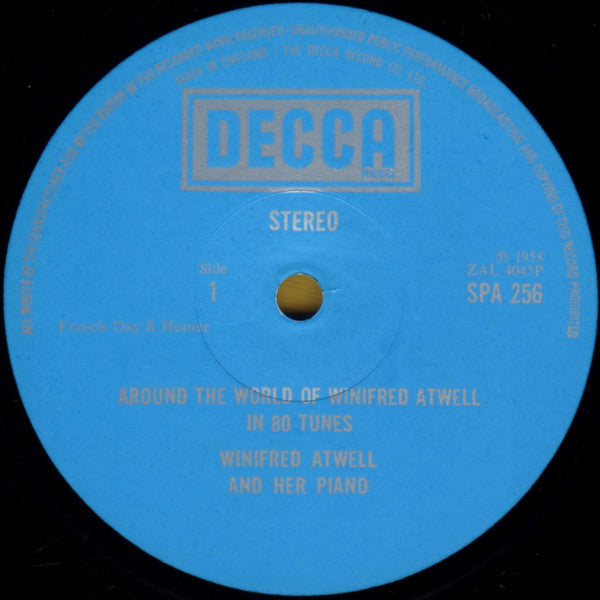 ALL RIGHTS OF THE MANUFACTURER AND OF THE OWNER OF THE RECORDED WORK RESERVED · UNAUTHORISED PUBLIC PERFORMANCE BROADCASTING AND COPYING OF THIS RECORD PROHIBITED
MADE IN ENGLAND · THE DECCA RECORD CO. LTD.
DECCA
STEREO
Side
1
℗ 1958
ZAL 4045P
SPA 256
Francis Day & Hunter
AROUND THE WORLD OF WINIFRED ATWELL
IN 80 TUNES
WINIFRED ATWELL
AND HER PIANO